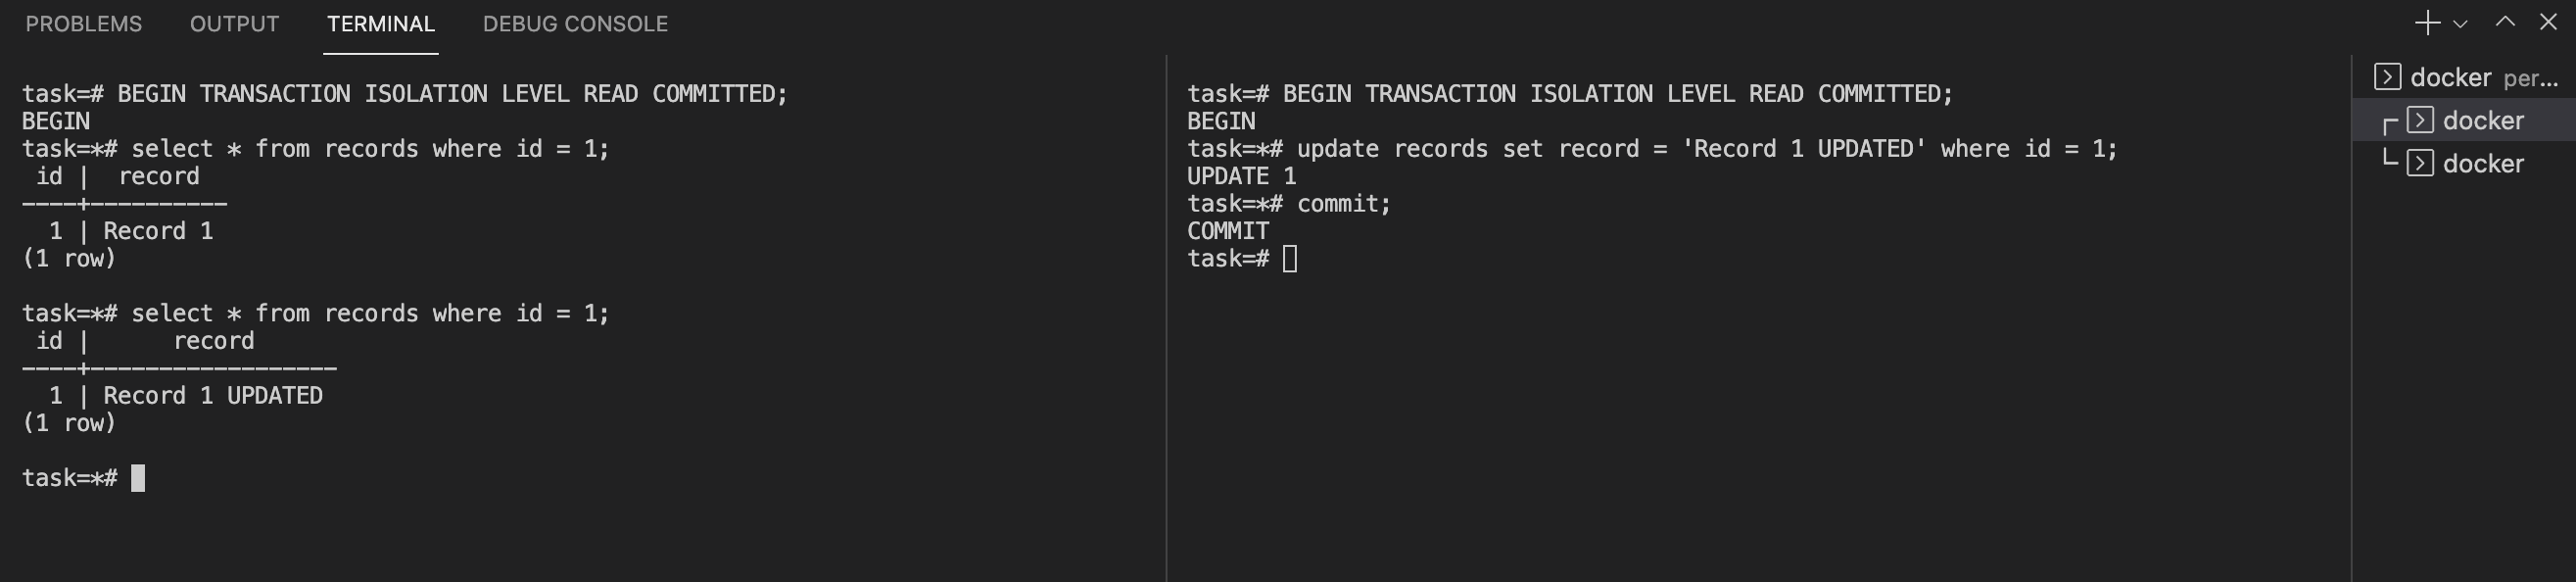 PROBLEMS OUTPUT TERMINAL DEBUG CONSOLE
task=# BEGIN TRANSACTION ISOLATION LEVEL READ COMMITTED;
BEGIN
task=*# select * from records where id = 1;
 id |  record
----+----------
  1 | Record 1
(1 row)

task=*# select * from records where id = 1;
 id |      record
----+------------------
  1 | Record 1 UPDATED
(1 row)

task=*#
task=# BEGIN TRANSACTION ISOLATION LEVEL READ COMMITTED;
BEGIN
task=*# update records set record = 'Record 1 UPDATED' where id = 1;
UPDATE 1
task=*# commit;
COMMIT
task=#
docker per...
docker
docker